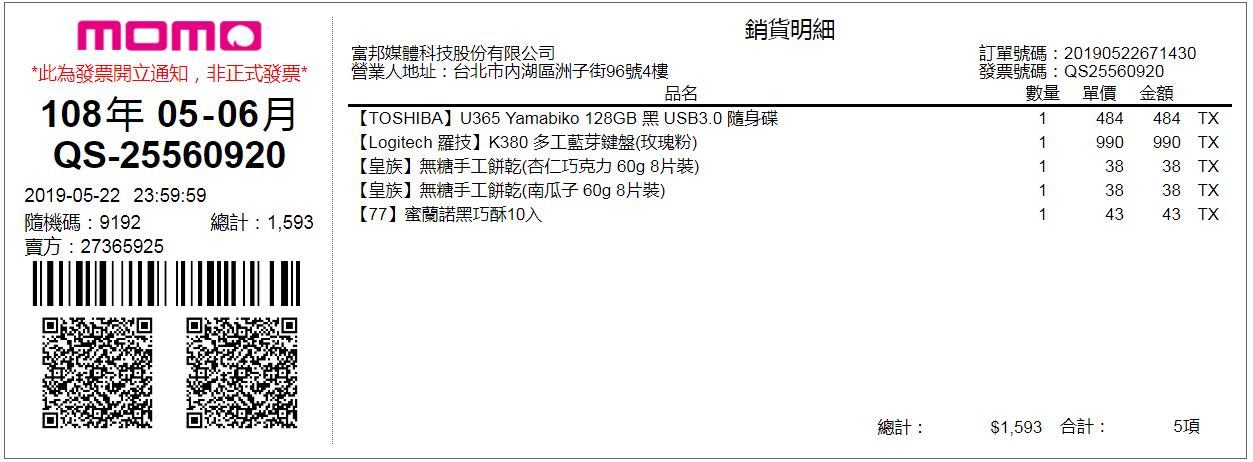 momo
*此為發票開立通知，非正式發票*
108年 05-06月
QS-25560920
2019-05-22 23:59:59
隨機碼：9192 總計：1,593
賣方：27365925
銷貨明細
富邦媒體科技股份有限公司 訂單號碼：20190522671430
營業人地址：台北市內湖區洲子街96號4樓 發票號碼：QS25560920
品名 數量 單價 金額
【TOSHIBA】U365 Yamabiko 128GB 黑 USB3.0 隨身碟 1 484 484 TX
【Logitech 羅技】K380 多工藍芽鍵盤(玫瑰粉) 1 990 990 TX
【皇族】無糖手工餅乾(杏仁巧克力 60g 8片裝) 1 38 38 TX
【皇族】無糖手工餅乾(南瓜子 60g 8片裝) 1 38 38 TX
【77】蜜蘭諾黑巧酥10入 1 43 43 TX
總計： $1,593 合計： 5項